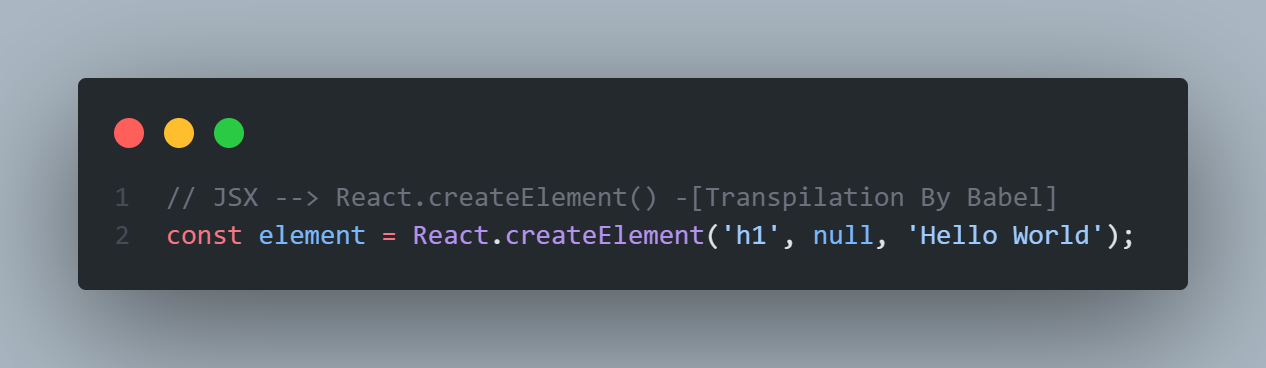 1 // JSX --> React.createElement() -[Transpilation By Babel]
2 const element = React.createElement('h1', null, 'Hello World');